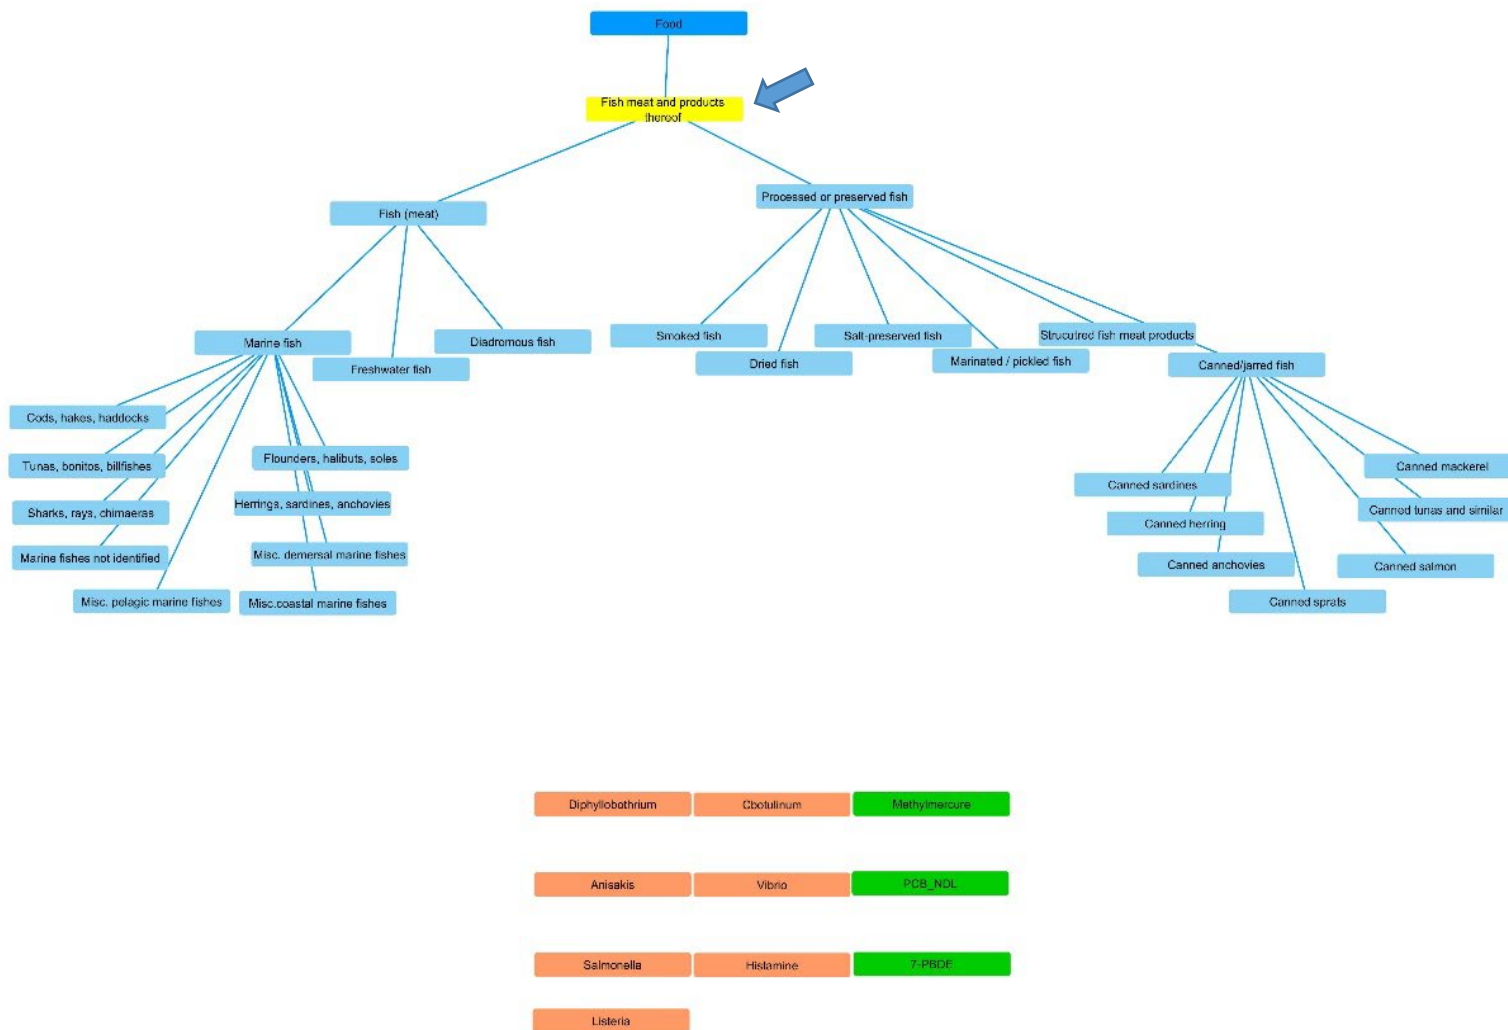 Food
Fish meat and products
thereof
Fish (meat)
Processed or preserved fish
Marine fish
Freshwater fish
Diadromous fish
Smoked fish
Dried fish
Salt-preserved fish
Marinated / pickled fish
Strucutred fish meat products
Canned/jarred fish
Cods, hakes, haddocks
Tunas, bonitos, billfishes
Sharks, rays, chimaeras
Marine fishes not identified
Misc. pelagic marine fishes
Flounders, halibuts, soles
Herrings, sardines, anchovies
Misc. demersal marine fishes
Misc.coastal marine fishes
Canned sardines
Canned herring
Canned anchovies
Canned sprats
Canned mackerel
Canned tunas and similar
Canned salmon
Diphyllobothrium Cbotulinum Methylmercure
Anisakis Vibrio PCB_NDL
Salmonella Histamine 7-PBDE
Listeria